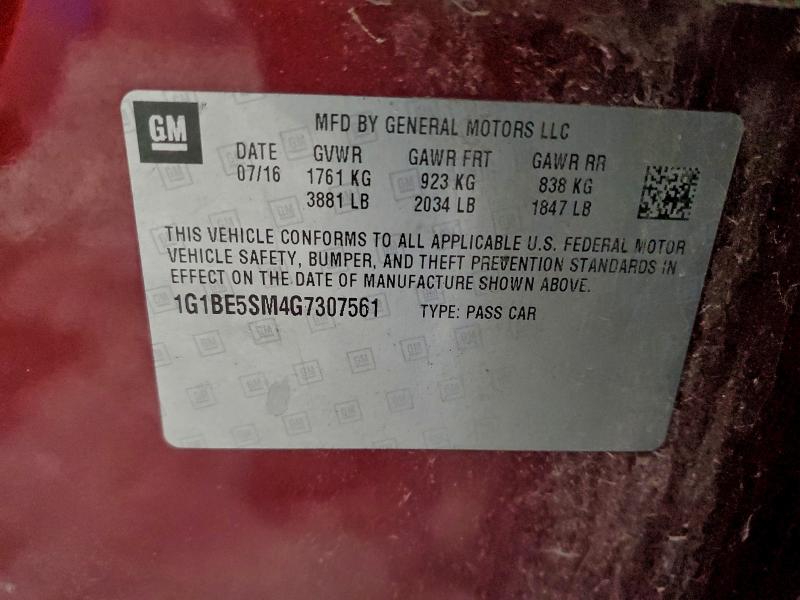 GM
MFD BY GENERAL MOTORS LLC
DATE GVWR GAWR FRT GAWR RR
07/16 1761 KG 923 KG 838 KG
3881 LB 2034 LB 1847 LB
THIS VEHICLE CONFORMS TO ALL APPLICABLE U.S. FEDERAL MOTOR
VEHICLE SAFETY, BUMPER, AND THEFT PREVENTION STANDARDS IN
EFFECT ON THE DATE OF MANUFACTURE SHOWN ABOVE.
1G1BE5SM4G7307561 TYPE: PASS CAR